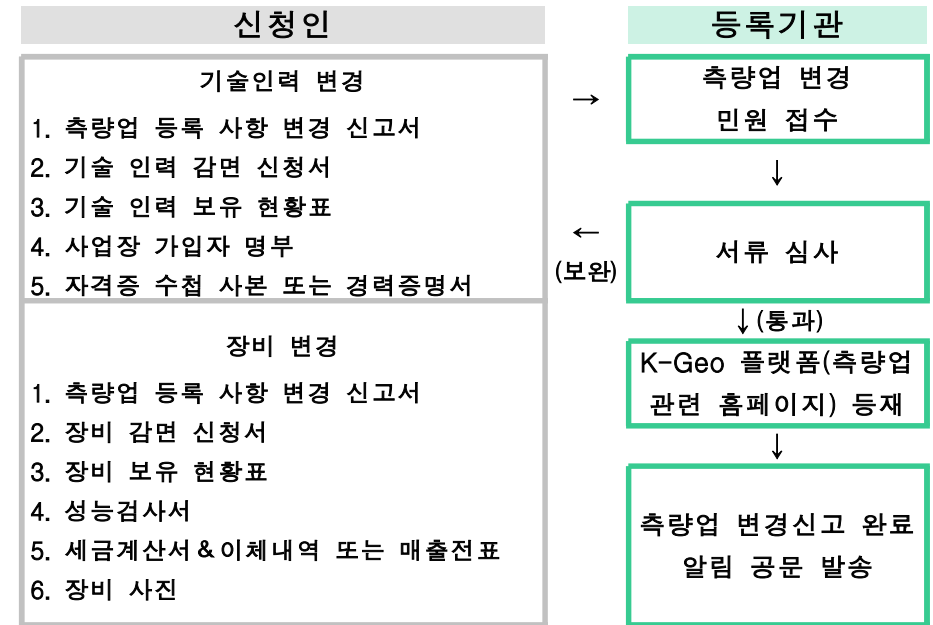 신청인
기술인력 변경
1. 측량업 등록 사항 변경 신고서
2. 기술 인력 감면 신청서
3. 기술 인력 보유 현황표
4. 사업장 가입자 명부
5. 자격증 수첩 사본 또는 경력증명서
장비 변경
1. 측량업 등록 사항 변경 신고서
2. 장비 감면 신청서
3. 장비 보유 현황표
4. 성능검사서
5. 세금계산서&이체내역 또는 매출전표
6. 장비 사진
→
←
(보완)
등록기관
측량업 변경
민원 접수
↓
서류 심사
↓(통과)
K-Geo 플랫폼(측량업
관련 홈페이지) 등재
↓
측량업 변경신고 완료
알림 공문 발송